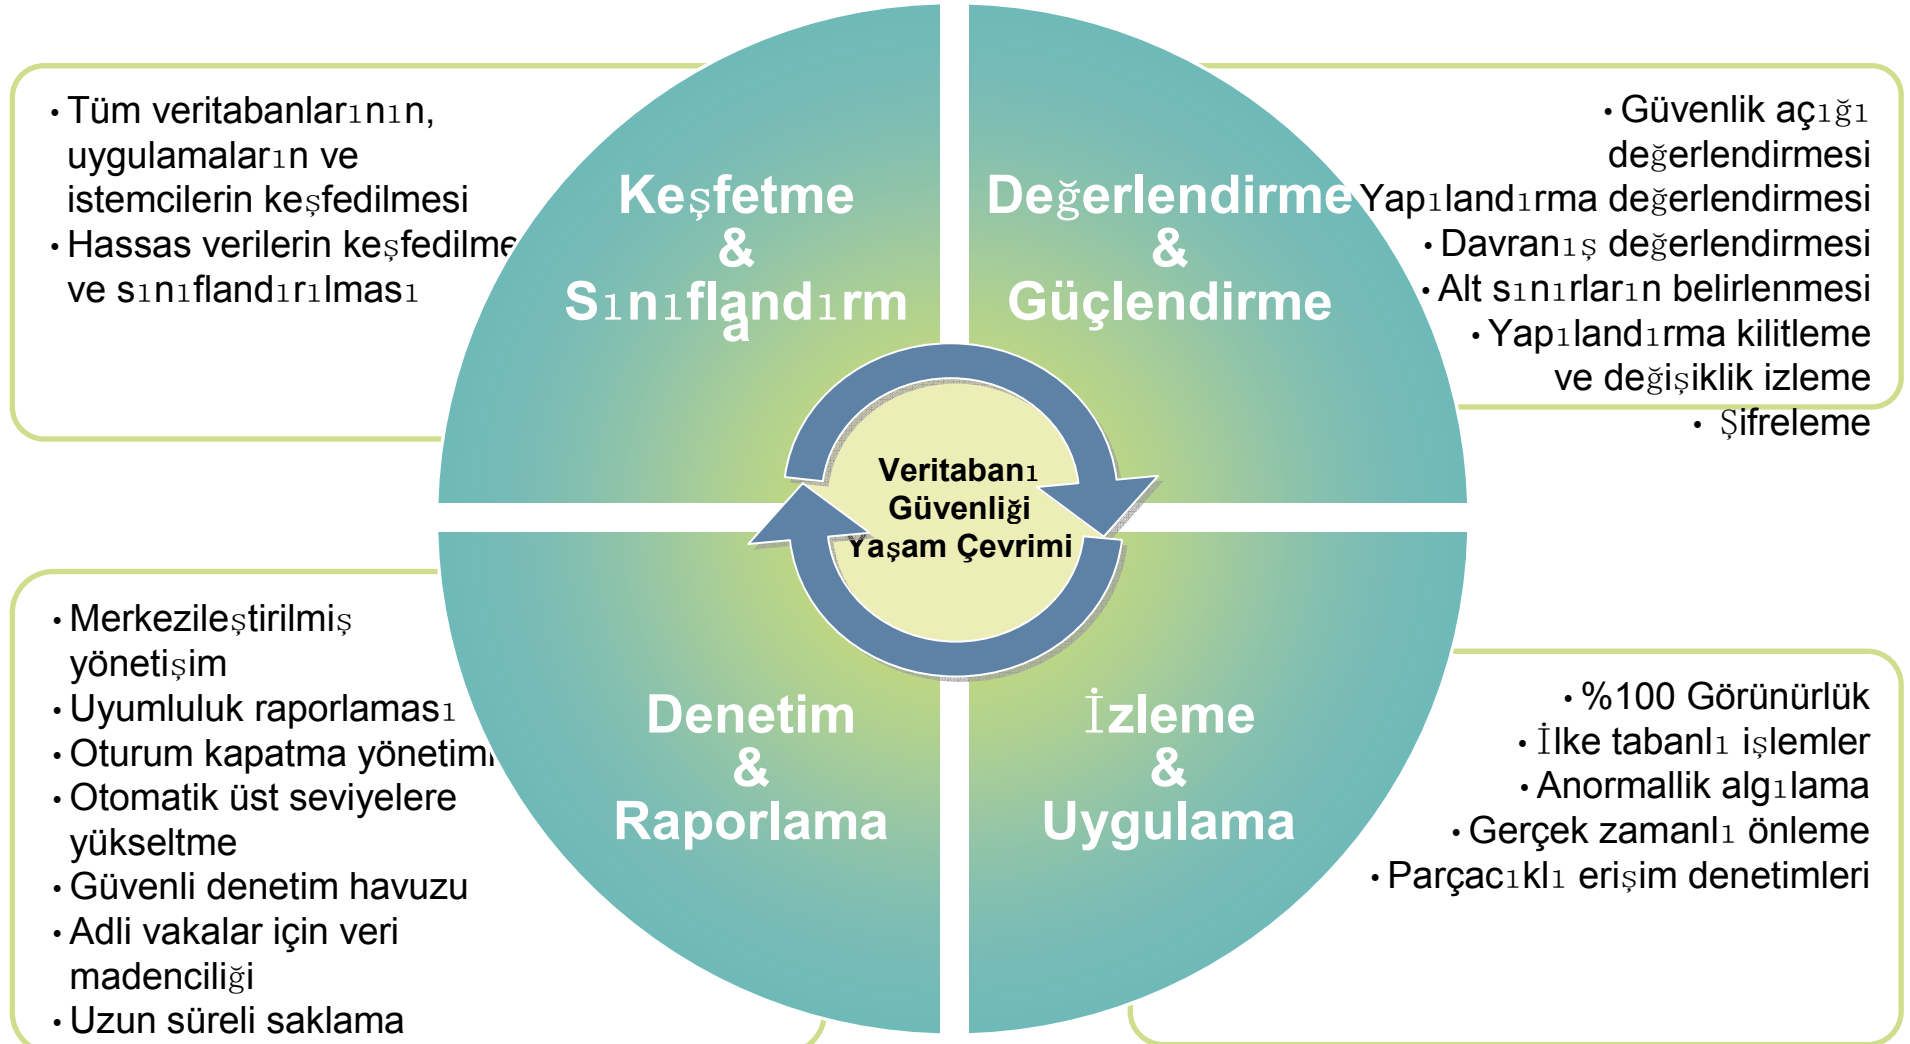 • Tüm veritabanlarının,
uygulamaların ve
istemcilerin keşfedilmesi
• Hassas verilerin keşfedilme
ve sınıflandırılması
Keşfetme
&
Sınıflandırm
a
Değerlendirme
&
Güçlendirme
• Güvenlik açığı
değerlendirmesi
Yapılandırma değerlendirmesi
• Davranış değerlendirmesi
• Alt sınırların belirlenmesi
• Yapılandırma kilitleme
ve değişiklik izleme
• Şifreleme
Veritabanı
Güvenliği
Yaşam Çevrimi
• Merkezileştirilmiş
yönetişim
• Uyumluluk raporlaması
• Oturum kapatma yönetimi
• Otomatik üst seviyelere
yükseltme
• Güvenli denetim havuzu
• Adli vakalar için veri
madenciliği
• Uzun süreli saklama
Denetim
&
Raporlama
İzleme
&
Uygulama
• %100 Görünürlük
• İlke tabanlı işlemler
• Anormallik algılama
• Gerçek zamanlı önleme
• Parçacıklı erişim denetimleri